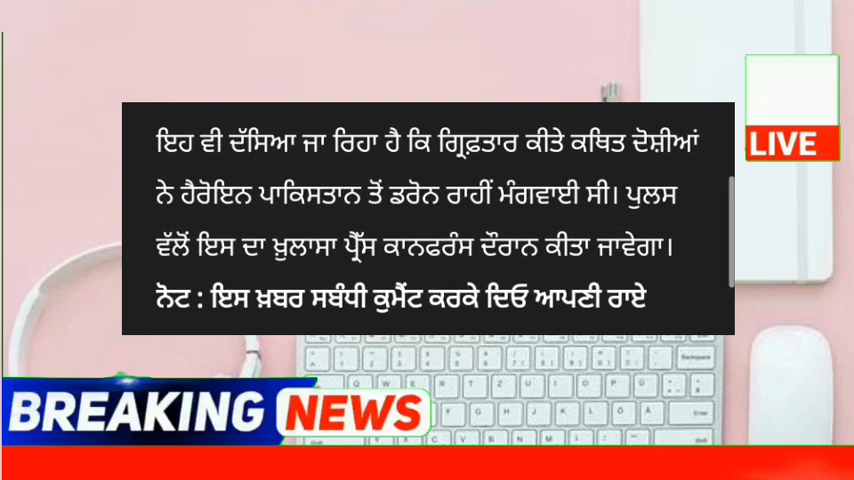 ਇਹ ਵੀ ਦੱਸਿਆ ਜਾ ਰਿਹਾ ਹੈ ਕਿ ਗ੍ਰਿਫ਼ਤਾਰ ਕੀਤੇ ਕਥਿਤ ਦੋਸ਼ੀਆਂ
ਨੇ ਹੈਰੋਇਨ ਪਾਕਿਸਤਾਨ ਤੋਂ ਡਰੋਨ ਰਾਹੀਂ ਮੰਗਵਾਈ ਸੀ। ਪੁਲਸ
ਵੱਲੋਂ ਇਸ ਦਾ ਖ਼ੁਲਾਸਾ ਪ੍ਰੈੱਸ ਕਾਨਫਰੰਸ ਦੌਰਾਨ ਕੀਤਾ ਜਾਵੇਗਾ।
ਨੋਟ : ਇਸ ਖ਼ਬਰ ਸਬੰਧੀ ਕੁਮੈਂਟ ਕਰਕੇ ਦਿਓ ਆਪਣੀ ਰਾਏ
LIVE
BREAKING NEWS